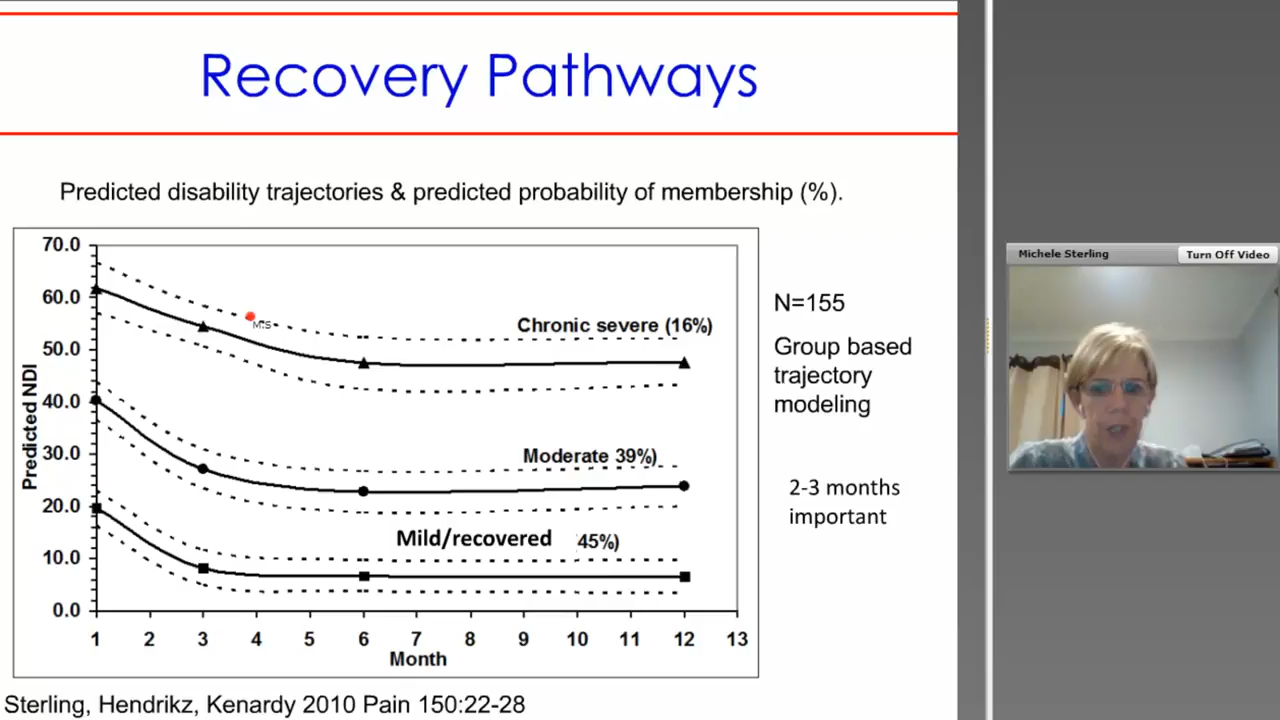 Recovery Pathways
Predicted disability trajectories & predicted probability of membership (%).
70.0
60.0
50.0
40.0
30.0
20.0
10.0
0.0
Predicted NDI
Chronic severe (16%)
Moderate 39%)
Mild/recovered 45%)
M:S
1 2 3 4 5 6 7 8 9 10 11 12 13
Month
N=155
Group based
trajectory
modeling
2-3 months
important
Sterling, Hendrikz, Kenardy 2010 Pain 150:22-28
Michele Sterling
Turn Off Video